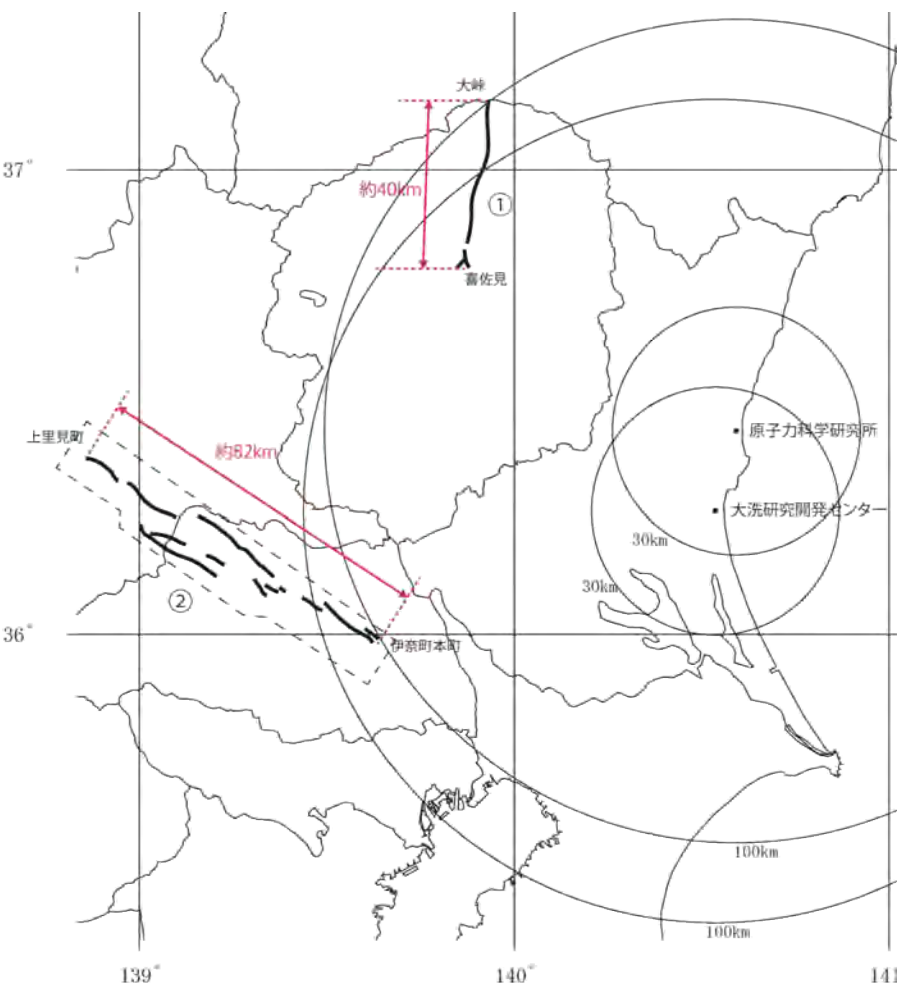 大峠
37°
約40km
①
喜佐見
上里見町
約82km
原子力科学研究所
大洗研究開発センター
30km
30km
②
36°
伊奈町本町
100km
100km
139°
140°
141